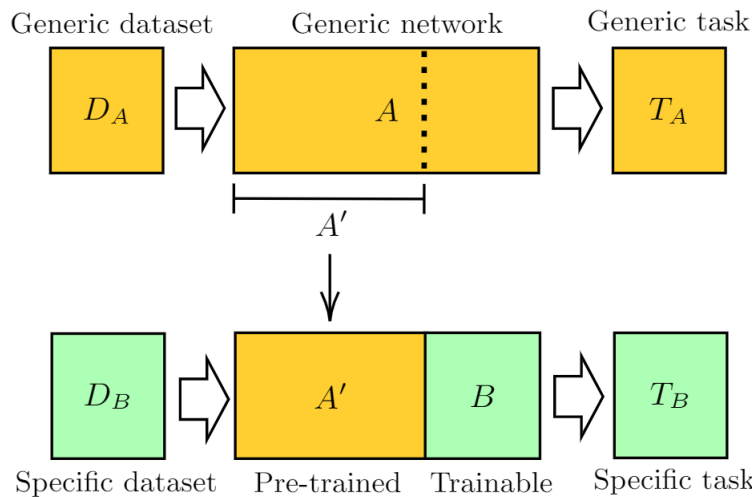 Generic dataset Generic network Generic task
D_A A T_A
A′
D_B A′ B T_B
Specific dataset Pre-trained Trainable Specific task